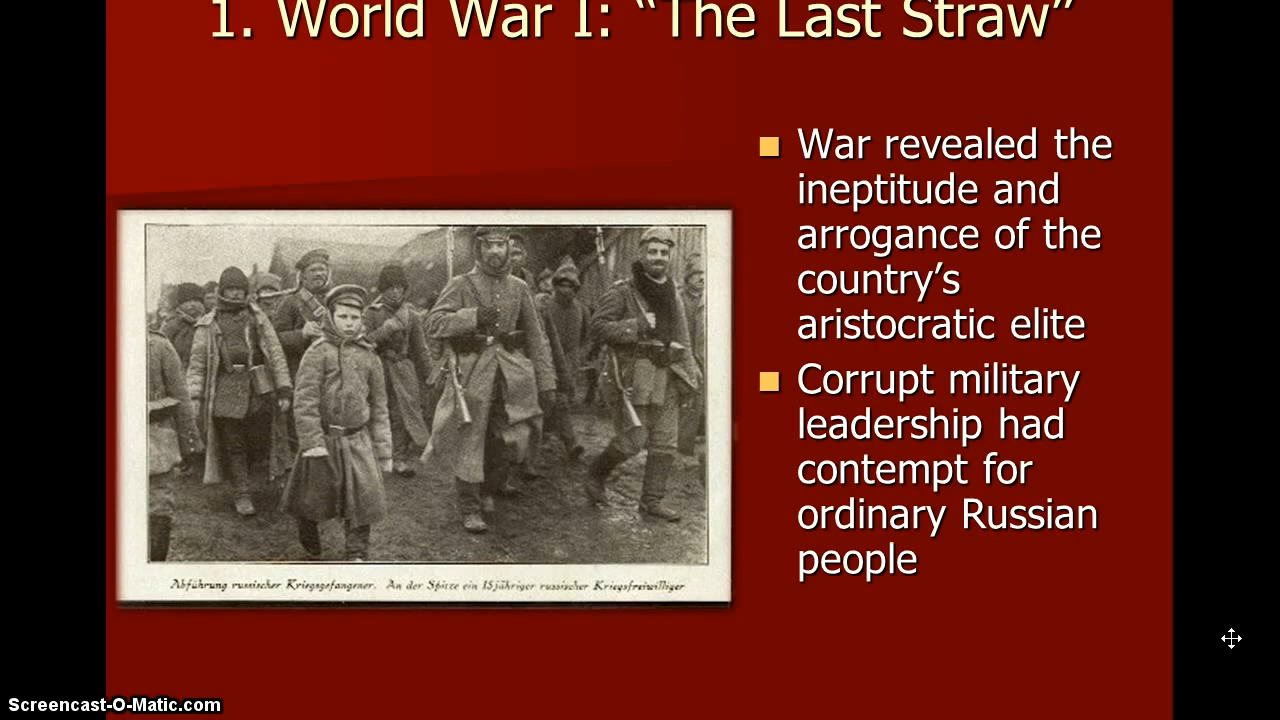 1. World War I: “The Last Straw”
■ War revealed the
ineptitude and
arrogance of the
country’s
aristocratic elite
■ Corrupt military
leadership had
contempt for
ordinary Russian
people
Abführung russischer Kriegsgefangener. An der Spitze ein 15jähriger russischer Kriegsfreiwilliger
Screencast-O-Matic.com